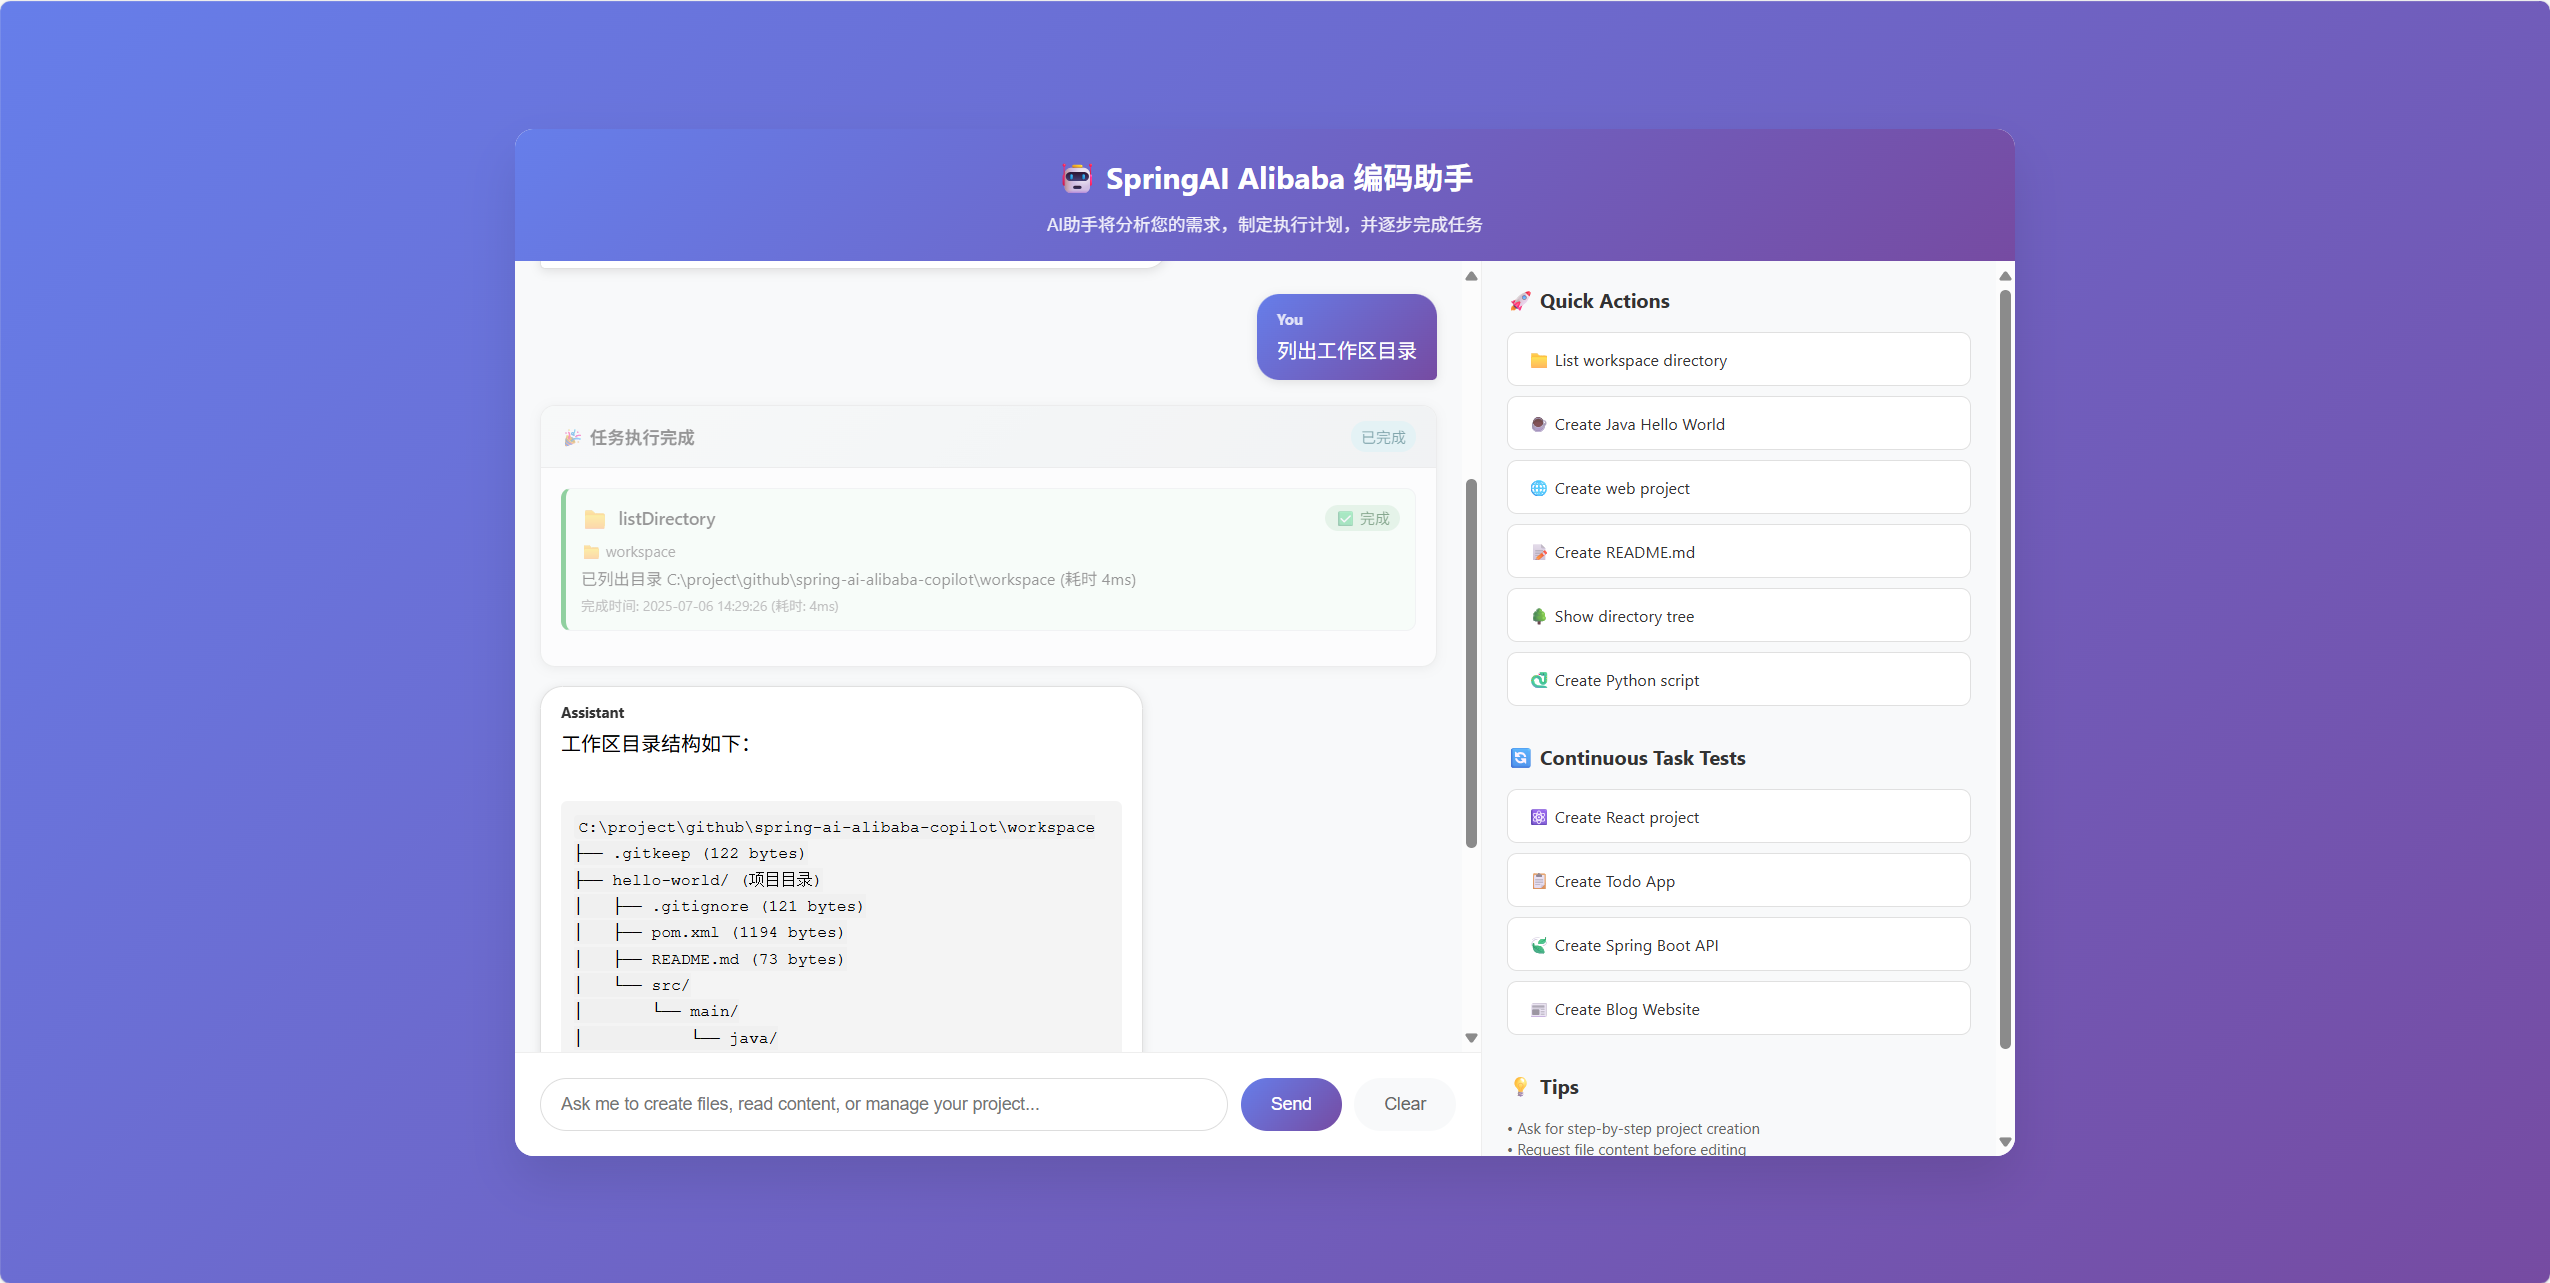 SpringAI Alibaba 编码助手
AI助手将分析您的需求，制定执行计划，并逐步完成任务
You
列出工作区目录
任务执行完成
已完成
listDirectory
完成
workspace
已列出目录 C:\project\github\spring-ai-alibaba-copilot\workspace (耗时 4ms)
完成时间: 2025-07-06 14:29:26 (耗时: 4ms)
Assistant
工作区目录结构如下：
C:\project\github\spring-ai-alibaba-copilot\workspace
├── .gitkeep (122 bytes)
├── hello-world/ (项目目录)
│   ├── .gitignore (121 bytes)
│   ├── pom.xml (1194 bytes)
│   ├── README.md (73 bytes)
│   └── src/
│       └── main/
│           └── java/
Ask me to create files, read content, or manage your project...
Send
Clear
Quick Actions
List workspace directory
Create Java Hello World
Create web project
Create README.md
Show directory tree
Create Python script
Continuous Task Tests
Create React project
Create Todo App
Create Spring Boot API
Create Blog Website
Tips
• Ask for step-by-step project creation
• Request file content before editing